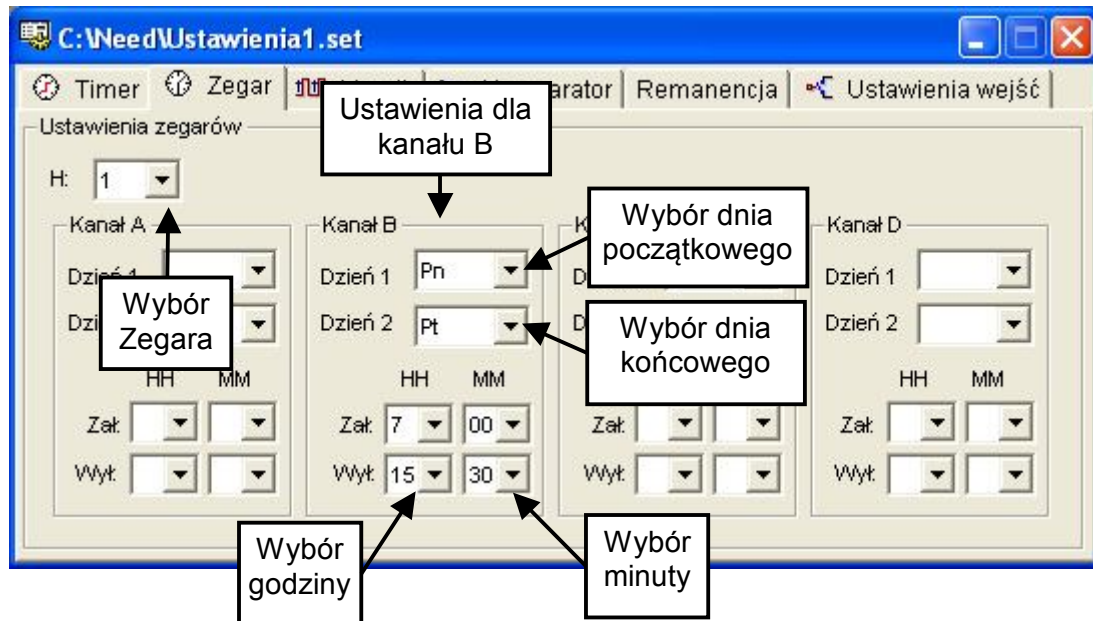 C:\Need\Ustawienia1.set
Timer Zegar Remanencja Ustawienia wejść
Ustawienia zegarów
Ustawienia dla
kanału B
H: 1
Kanał A
Wybór
Zegara
HH MM
Zał:
Wył:
Kanał B
Dzień 1 Pn
Dzień 2 Pt
HH MM
Zał: 7 00
Wył: 15 30
Wybór dnia
początkowego
Wybór dnia
końcowego
Zał:
Wył:
Kanał D
Dzień 1
Dzień 2
HH MM
Zał:
Wył:
Wybór
godziny
Wybór
minuty